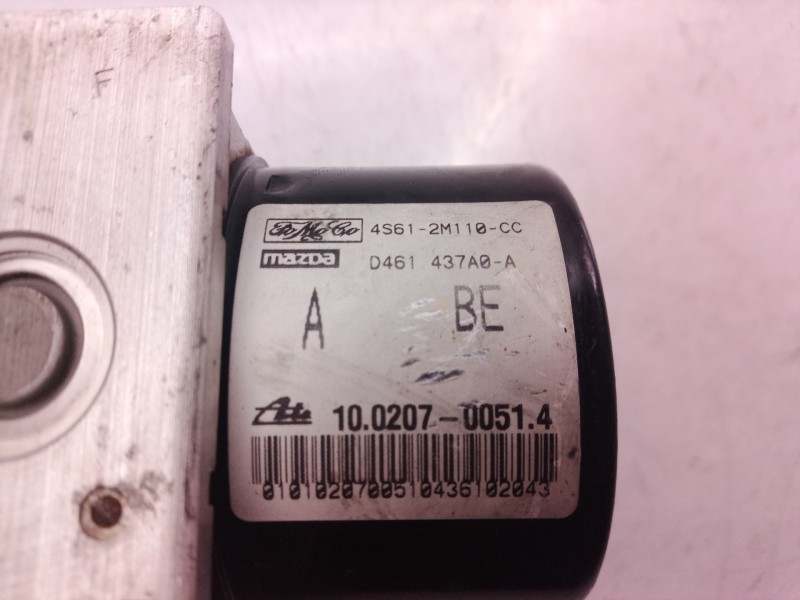 F
FoMoCo 4S61-2M110-CC
mazda D461 437A0-A
A BE
Ate 10.0207-0051.4
0101020700510436102043